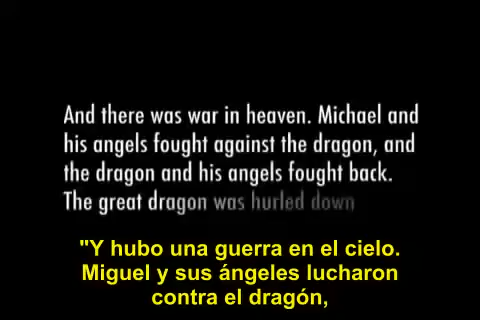 And there was war in heaven. Michael and
his angels fought against the dragon, and
the dragon and his angels fought back.
The great dragon was hurled down
"Y hubo una guerra en el cielo.
Miguel y sus ángeles lucharon
contra el dragón,